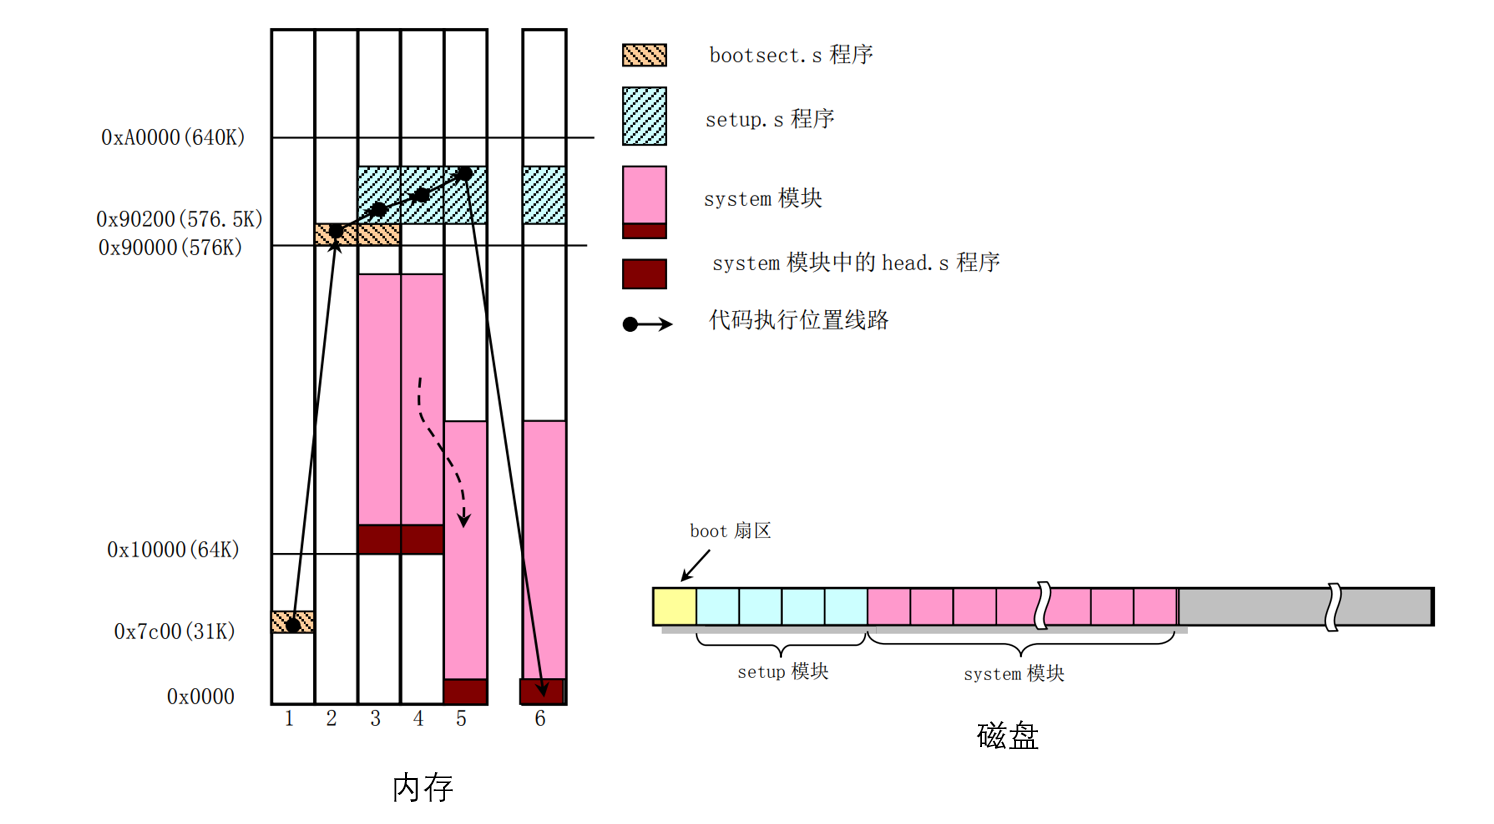 bootsect.s 程序
setup.s 程序
system 模块
system 模块中的 head.s 程序
代码执行位置线路
0xA0000(640K)
0x90200(576.5K)
0x90000(576K)
0x10000(64K)
0x7c00(31K)
0x0000
1 2 3 4 5 6
内存
boot 扇区
setup 模块
system 模块
磁盘